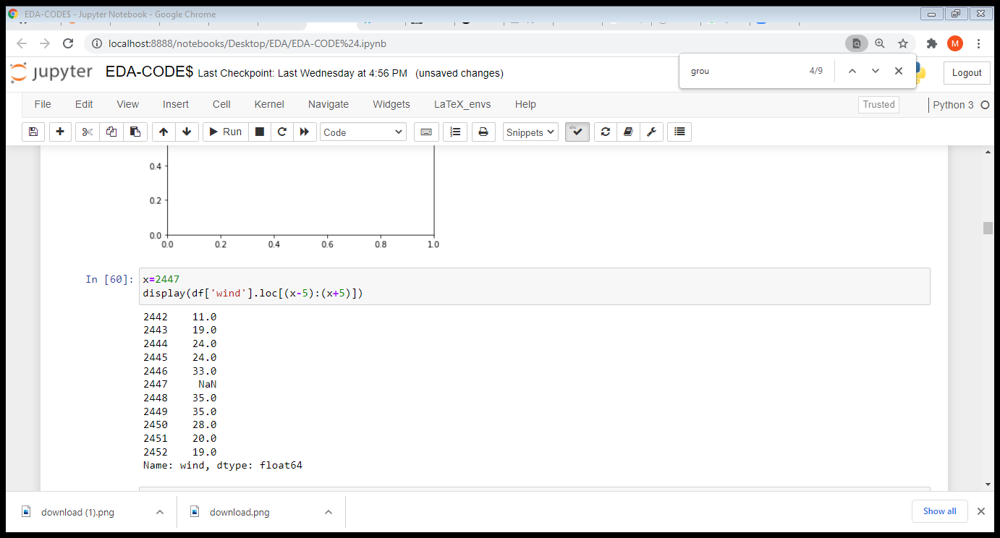 EDA-CODE$ - Jupyter Notebook - Google Chrome
localhost:8888/notebooks/Desktop/EDA/EDA-CODE%24.ipynb
M
grou 4/9
jupyter EDA-CODE$ Last Checkpoint: Last Wednesday at 4:56 PM (unsaved changes)
Logout
File Edit View Insert Cell Kernel Navigate Widgets LaTeX_envs Help
Trusted
Python 3
Run
Code
Snippets
abc
0.4
0.2
0.0
0.0 0.2 0.4 0.6 0.8 1.0
In [60]: x=2447
display(df['wind'].loc[(x-5):(x+5)])
2442 11.0
2443 19.0
2444 24.0
2445 24.0
2446 33.0
2447 NaN
2448 35.0
2449 35.0
2450 28.0
2451 20.0
2452 19.0
Name: wind, dtype: float64
download (1).png
download.png
Show all